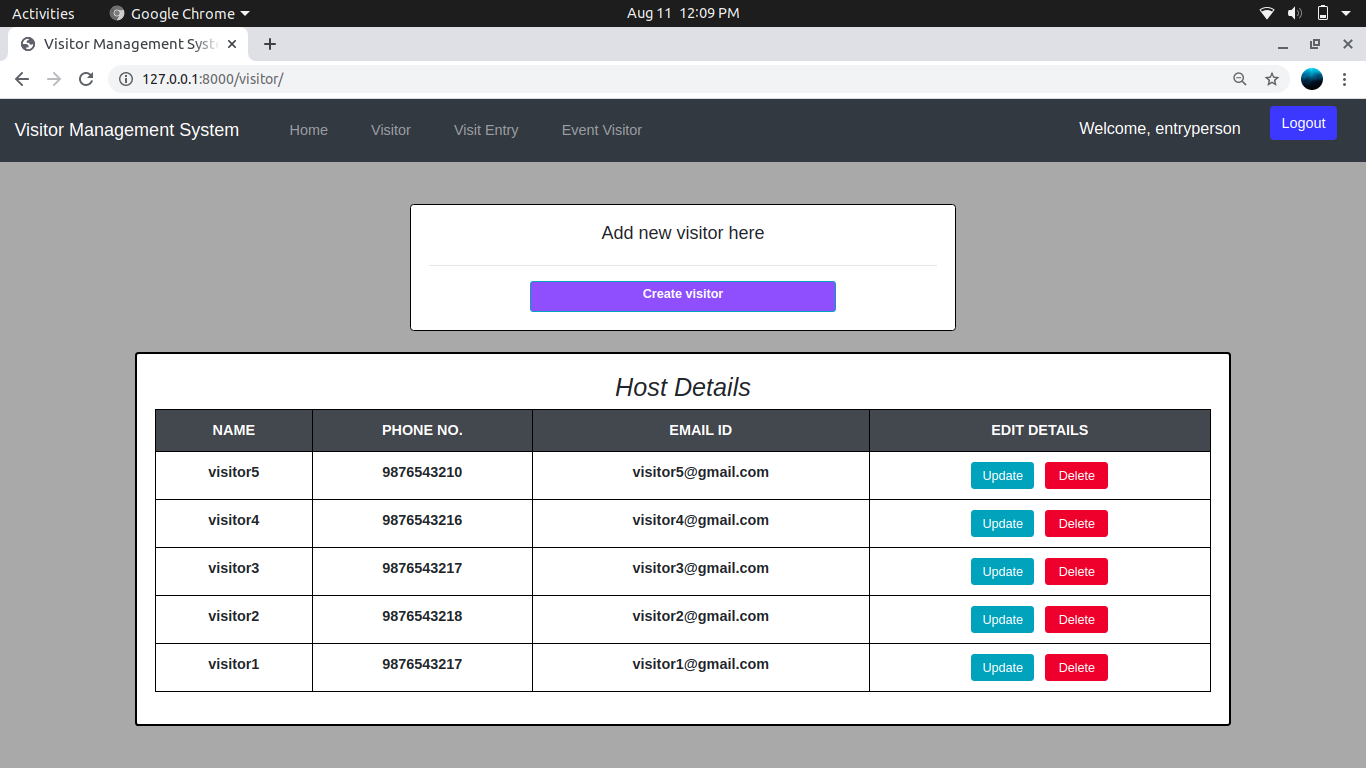 Activities Google Chrome Aug 11 12:09 PM
Visitor Management Syst
127.0.0.1:8000/visitor/
Visitor Management System Home Visitor Visit Entry Event Visitor Welcome, entryperson Logout
Add new visitor here
Create visitor
Host Details
NAME PHONE NO. EMAIL ID EDIT DETAILS
visitor5 9876543210 visitor5@gmail.com Update Delete
visitor4 9876543216 visitor4@gmail.com Update Delete
visitor3 9876543217 visitor3@gmail.com Update Delete
visitor2 9876543218 visitor2@gmail.com Update Delete
visitor1 9876543217 visitor1@gmail.com Update Delete